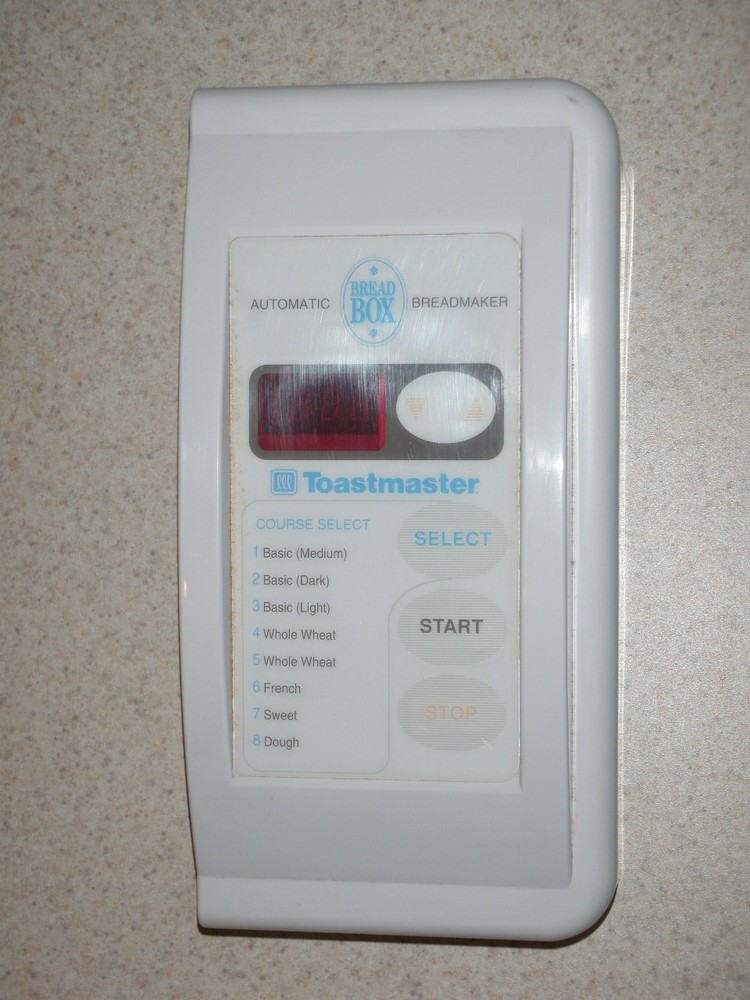 AUTOMATIC BREAD BOX BREADMAKER
Toastmaster
COURSE SELECT
1 Basic (Medium)
2 Basic (Dark)
3 Basic (Light)
4 Whole Wheat
5 Whole Wheat
6 French
7 Sweet
8 Dough
SELECT
START
STOP